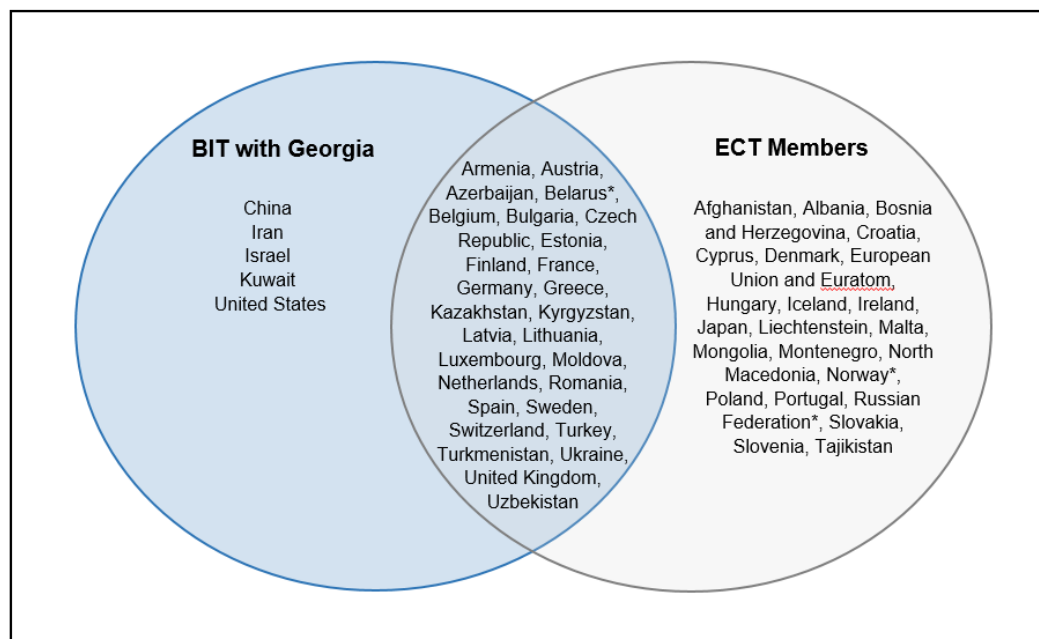 BIT with Georgia
China
Iran
Israel
Kuwait
United States
Armenia, Austria,
Azerbaijan, Belarus*,
Belgium, Bulgaria, Czech
Republic, Estonia,
Finland, France,
Germany, Greece,
Kazakhstan, Kyrgyzstan,
Latvia, Lithuania,
Luxembourg, Moldova,
Netherlands, Romania,
Spain, Sweden,
Switzerland, Turkey,
Turkmenistan, Ukraine,
United Kingdom,
Uzbekistan
ECT Members
Afghanistan, Albania, Bosnia
and Herzegovina, Croatia,
Cyprus, Denmark, European
Union and Euratom,
Hungary, Iceland, Ireland,
Japan, Liechtenstein, Malta,
Mongolia, Montenegro, North
Macedonia, Norway*,
Poland, Portugal, Russian
Federation*, Slovakia,
Slovenia, Tajikistan